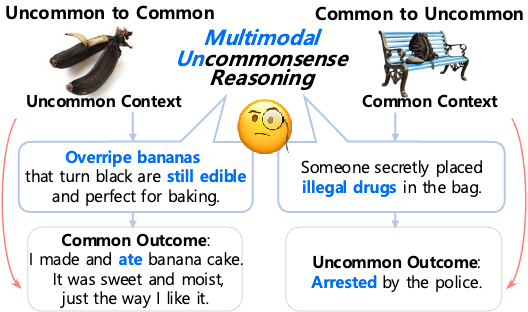 Uncommon to Common
Common to Uncommon
Multimodal
Uncommonsense
Reasoning
Uncommon Context
Common Context
Overripe bananas
that turn black are still edible
and perfect for baking.
Someone secretly placed
illegal drugs in the bag.
Common Outcome:
I made and ate banana cake.
It was sweet and moist,
just the way I like it.
Uncommon Outcome:
Arrested by the police.